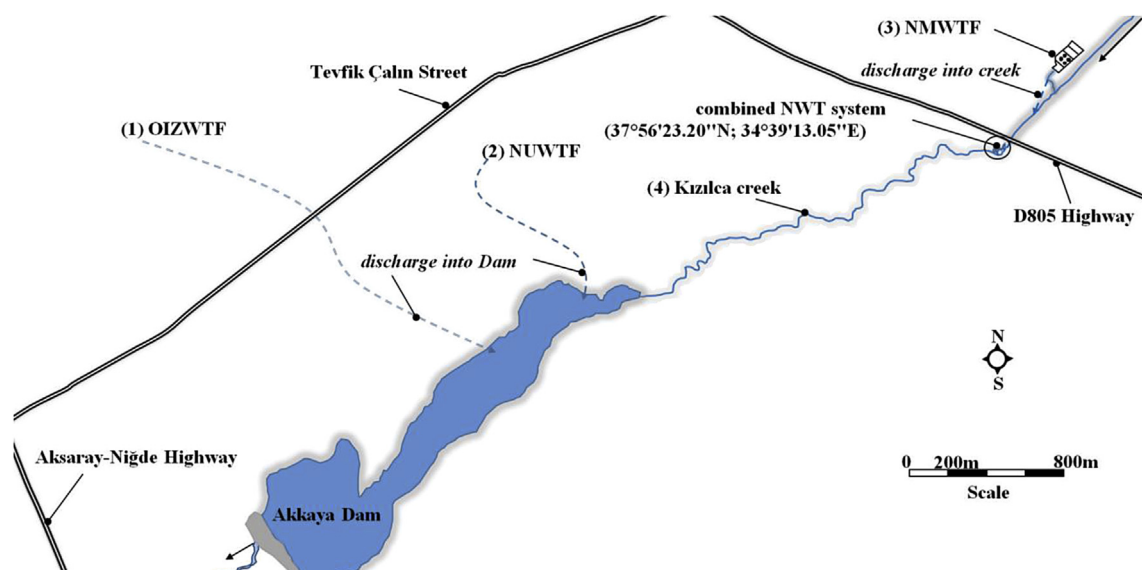 (3) NMWTF
Tevfik Çalın Street
discharge into creek
combined NWT system
(37°56'23.20''N; 34°39'13.05''E)
(1) OIZWTF
(2) NUWTF
(4) Kızılca creek
D805 Highway
discharge into Dam
N
S
Aksaray-Niğde Highway
0 200m 800m
Scale
Akkaya Dam